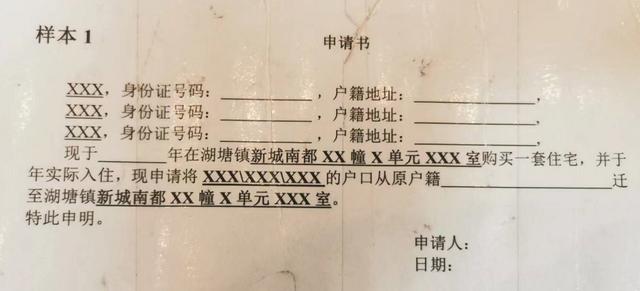 样本 1
申请书
XXX，身份证号码：__________，户籍地址：_____________，
XXX，身份证号码：__________，户籍地址：_____________，
XXX，身份证号码：__________，户籍地址：_____________，
现于________年在湖塘镇新城南都 XX 幢 X 单元 XXX 室购买一套住宅，并于
年实际入住，现申请将 XXX\XXX\XXX 的户口从原户籍____________________迁
至湖塘镇新城南都 XX 幢 X 单元 XXX 室。
特此申明。
申请人：
日期：